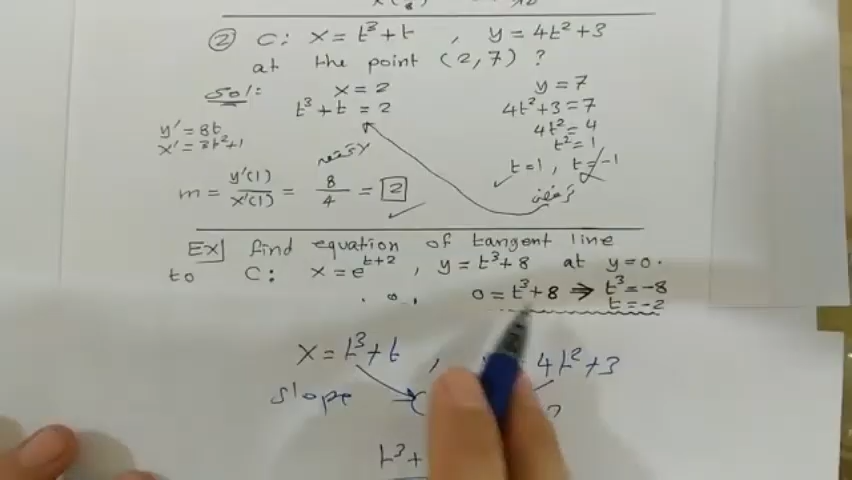 ② C: x = t³+t , y = 4t²+3
at the point (2,7) ?
Sol:
x = 2
t³+t = 2
y = 7
4t²+3 = 7
4t² = 4
t² = 1
t=1 , t=-1
y' = 8t
x' = 3t²+1
m = y'(1)/x'(1) = 8/4 = 2
Ex] find equation of tangent line
to C: x = e^{t+2} , y = t³+8 at y=0.
0 = t³+8 ⇒ t³ = -8
t = -2
x = t³+t , 4t²+3
slope → (
t³+